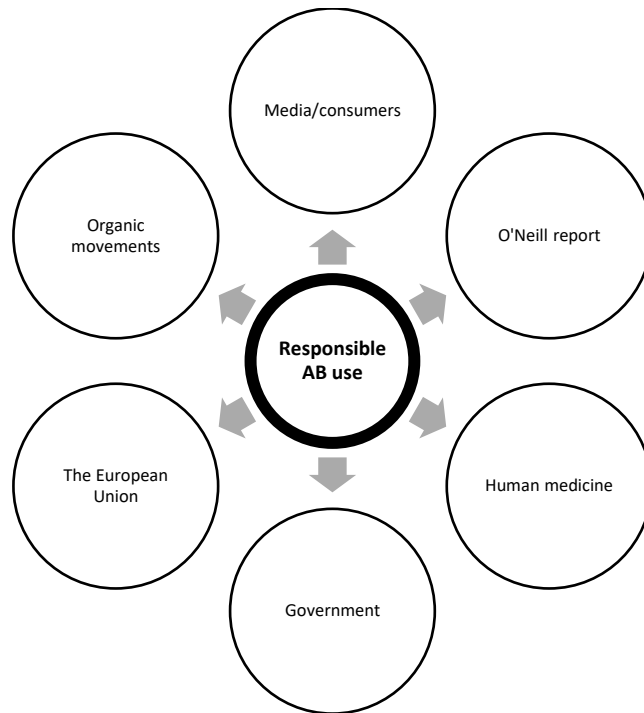 Media/consumers
Organic
movements
O'Neill report
Responsible
AB use
The European
Union
Human medicine
Government